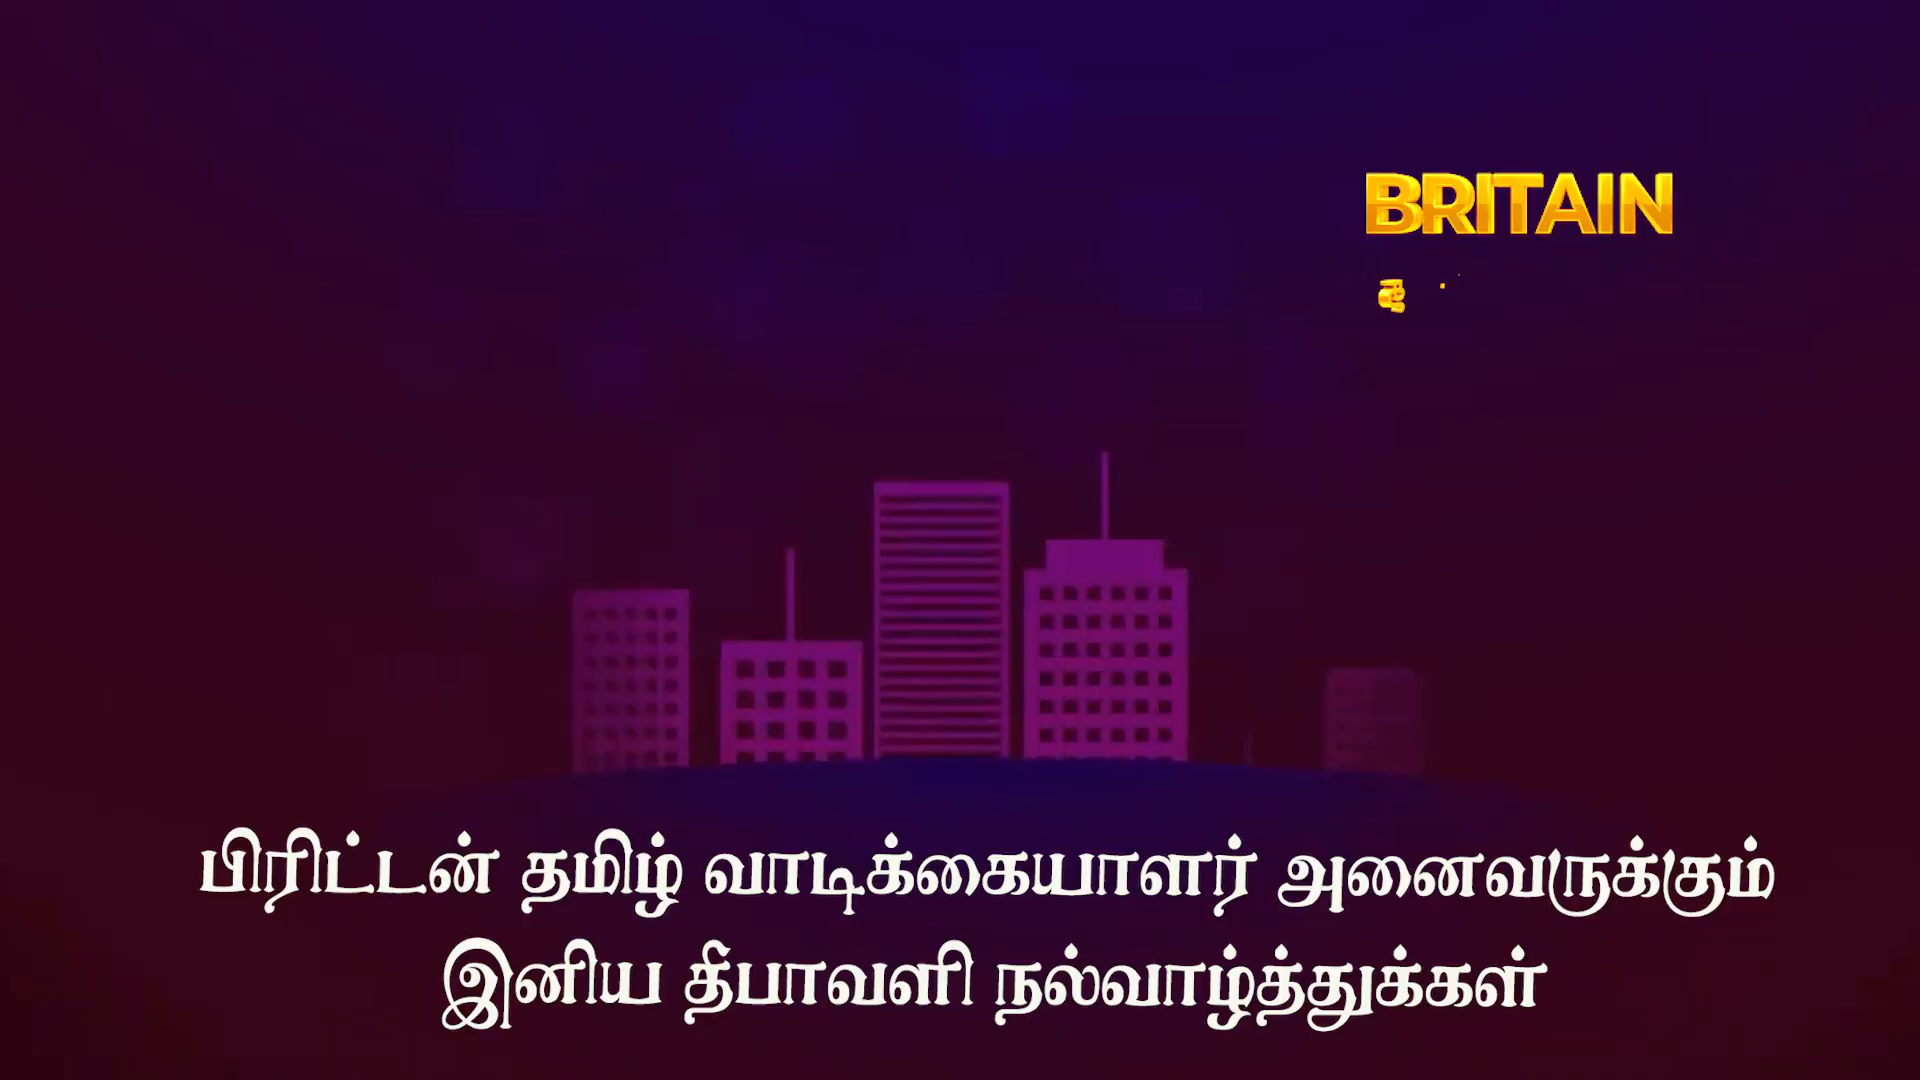 BRITAIN
பிரிட்டன் தமிழ் வாடிக்கையாளர் அனைவருக்கும்
இனிய தீபாவளி நல்வாழ்த்துக்கள்